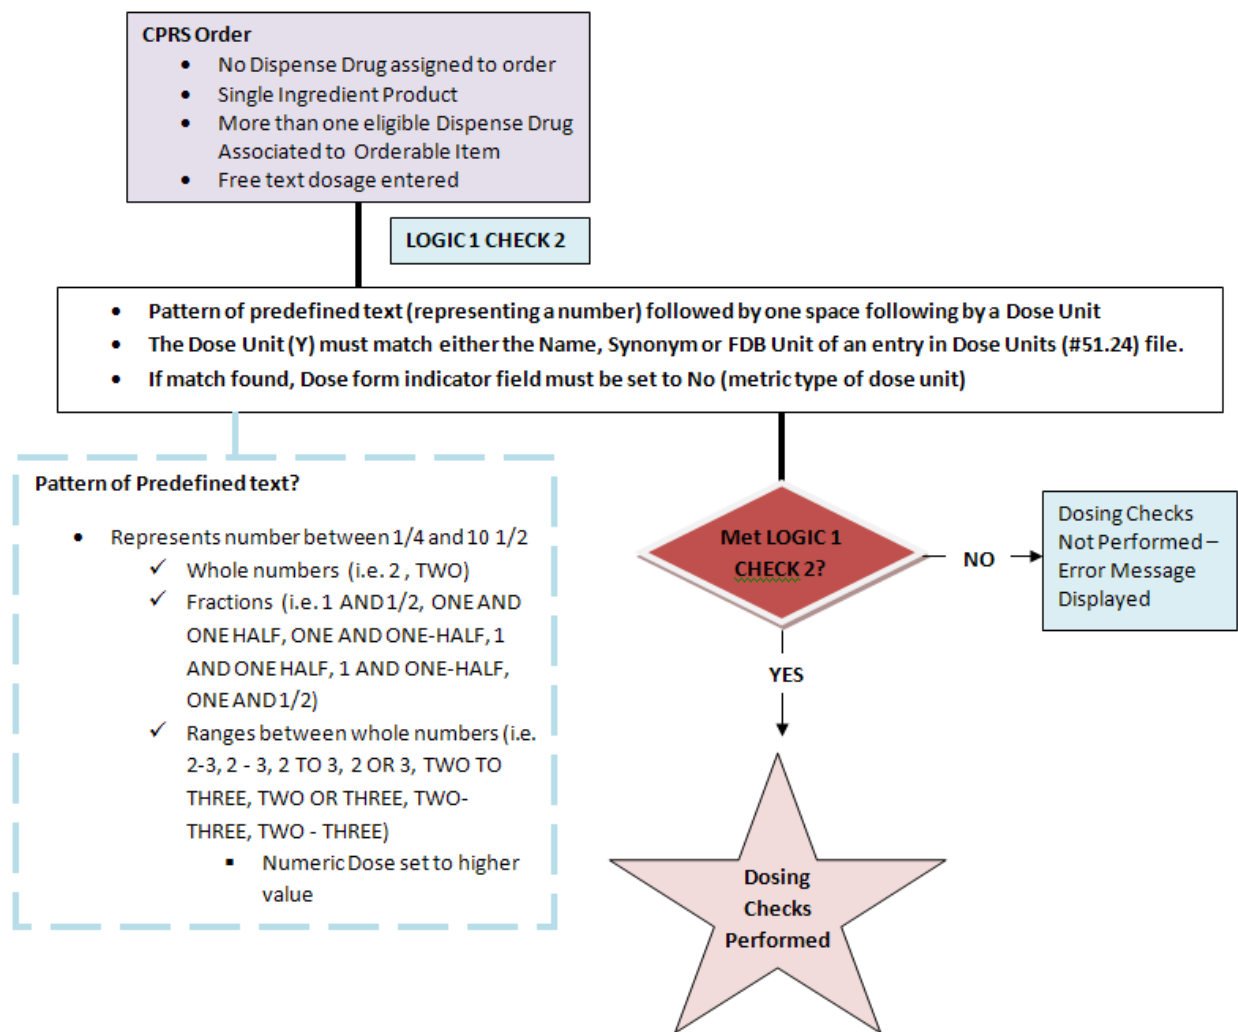 CPRS Order
• No Dispense Drug assigned to order
• Single Ingredient Product
• More than one eligible Dispense Drug
Associated to Orderable Item
• Free text dosage entered
LOGIC 1 CHECK 2
• Pattern of predefined text (representing a number) followed by one space following by a Dose Unit
• The Dose Unit (Y) must match either the Name, Synonym or FDB Unit of an entry in Dose Units (#51.24) file.
• If match found, Dose form indicator field must be set to No (metric type of dose unit)
Pattern of Predefined text?
• Represents number between 1/4 and 10 1/2
✓ Whole numbers (i.e. 2 , TWO)
✓ Fractions (i.e. 1 AND 1/2, ONE AND
ONE HALF, ONE AND ONE-HALF, 1
AND ONE HALF, 1 AND ONE-HALF,
ONE AND 1/2)
✓ Ranges between whole numbers (i.e.
2-3, 2 - 3, 2 TO 3, 2 OR 3, TWO TO
THREE, TWO OR THREE, TWO-
THREE, TWO - THREE)
▪ Numeric Dose set to higher
value
Met LOGIC 1
CHECK 2?
NO
Dosing Checks
Not Performed –
Error Message
Displayed
YES
Dosing
Checks
Performed